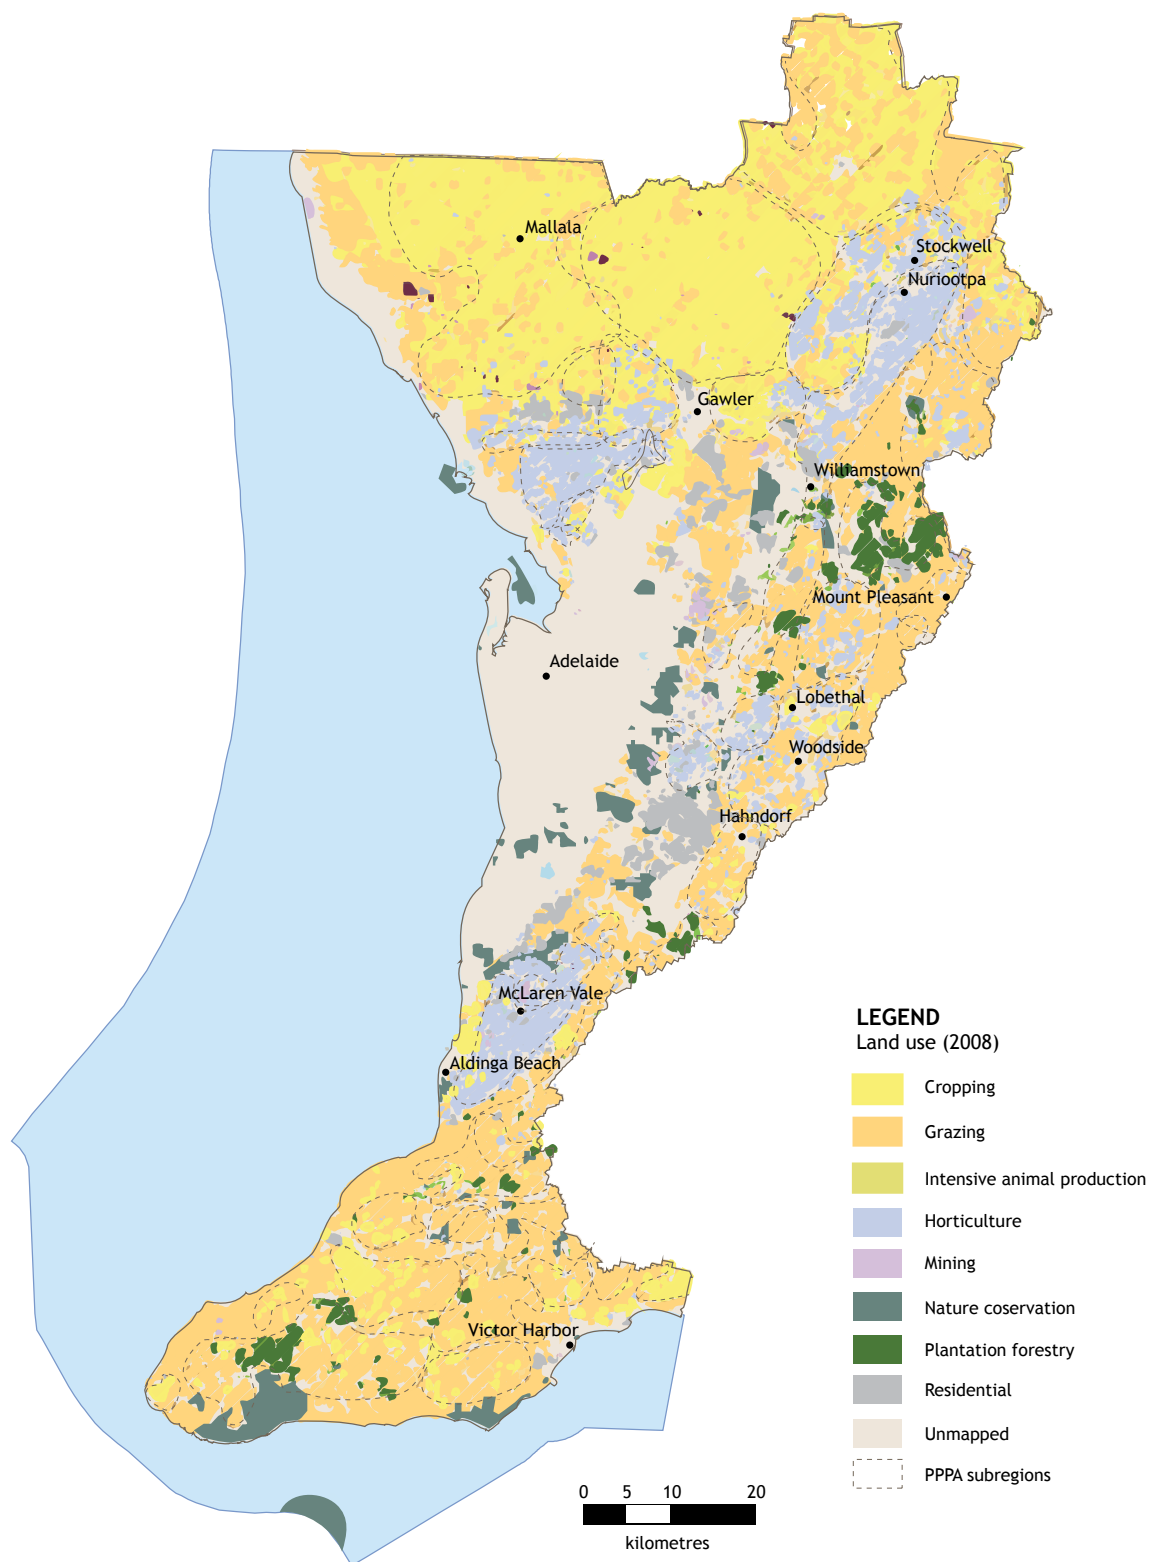 Mallala
Stockwell
Nuriootpa
Gawler
Williamstown
Mount Pleasant
Adelaide
Lobethal
Woodside
Hahndorf
McLaren Vale
Aldinga Beach
Victor Harbor
LEGEND
Land use (2008)
Cropping
Grazing
Intensive animal production
Horticulture
Mining
Nature coservation
Plantation forestry
Residential
Unmapped
PPPA subregions
0 5 10 20
kilometres